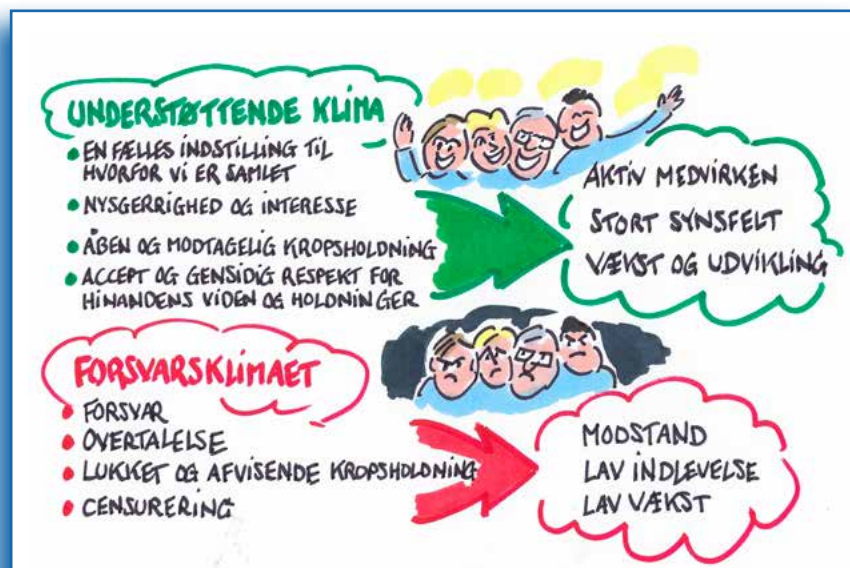 UNDERSTØTTENDE KLIMA
EN FÆLLES INDSTILLING TIL
HVORFOR VI ER SAMLET
NYSGERRIGHED OG INTERESSE
ÅBEN OG MODTAGELIG KROPSHOLDNING
ACCEPT OG GENSIDIG RESPEKT FOR
HINANDENS VIDEN OG HOLDNINGER
AKTIV MEDVIRKEN
STORT SYNSFELT
VÆKST OG UDVIKLING
FORSVARSKLIMAET
FORSVAR
OVERTALELSE
LUKKET OG AFVISENDE KROPSHOLDNING
CENSURERING
MODSTAND
LAV INDLEVELSE
LAV VÆKST